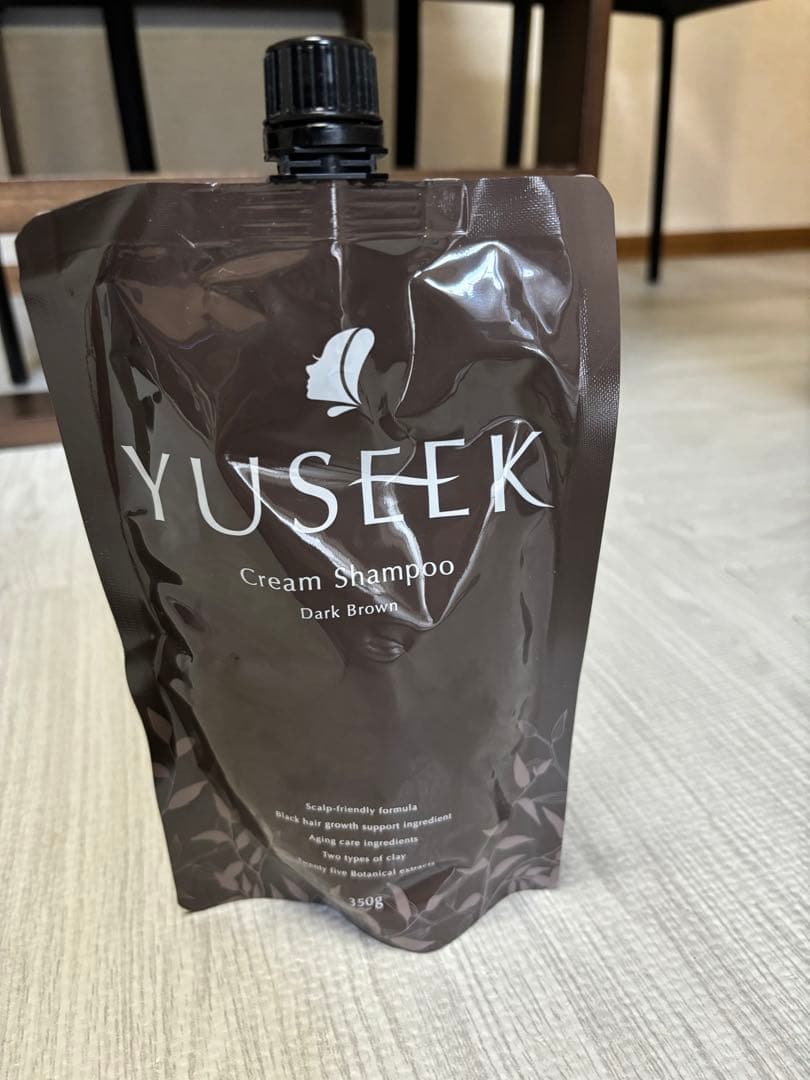 YUSEEK
Cream Shampoo
Dark Brown
Scalp-friendly formula
Black hair growth support ingredient
Aging care ingredients
Two types of clay
Twenty five Botanical extracts
350g